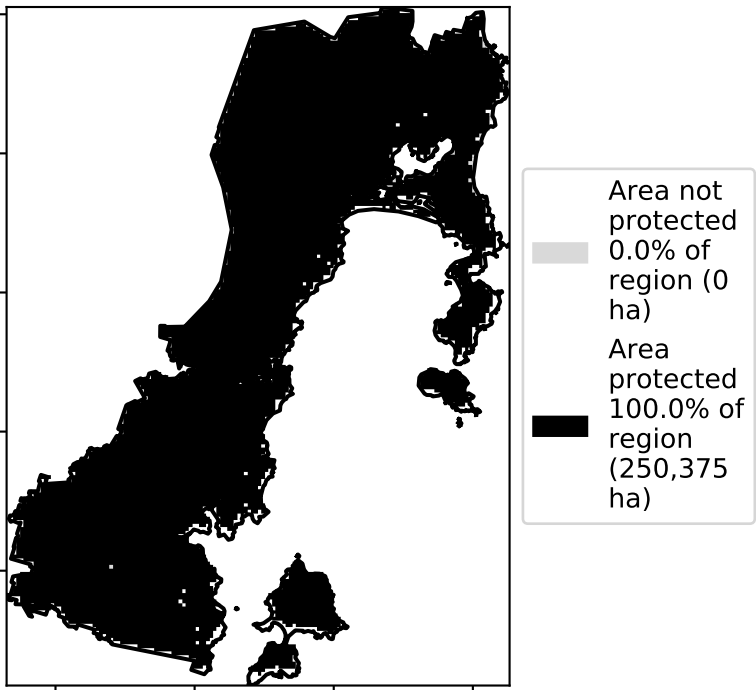 Area not
protected
0.0% of
region (0
ha)
Area
protected
100.0% of
region
(250,375
ha)